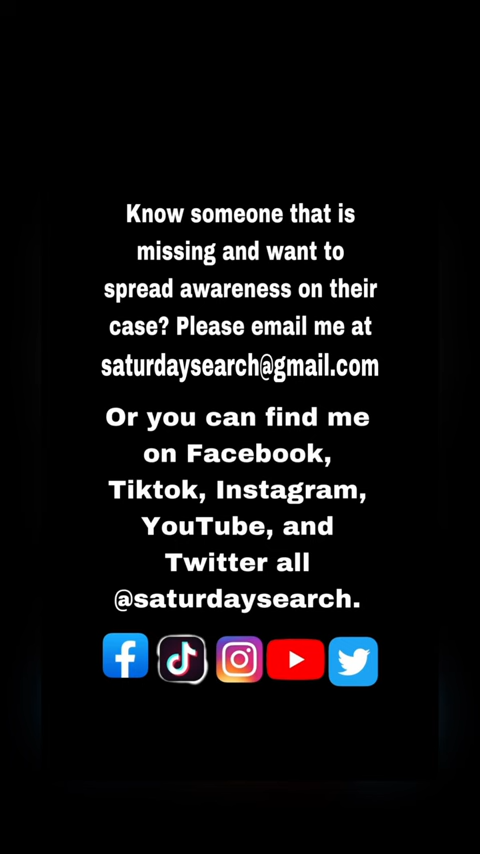 Know someone that is
missing and want to
spread awareness on their
case? Please email me at
saturdaysearch@gmail.com
Or you can find me
on Facebook,
Tiktok, Instagram,
YouTube, and
Twitter all
@saturdaysearch.